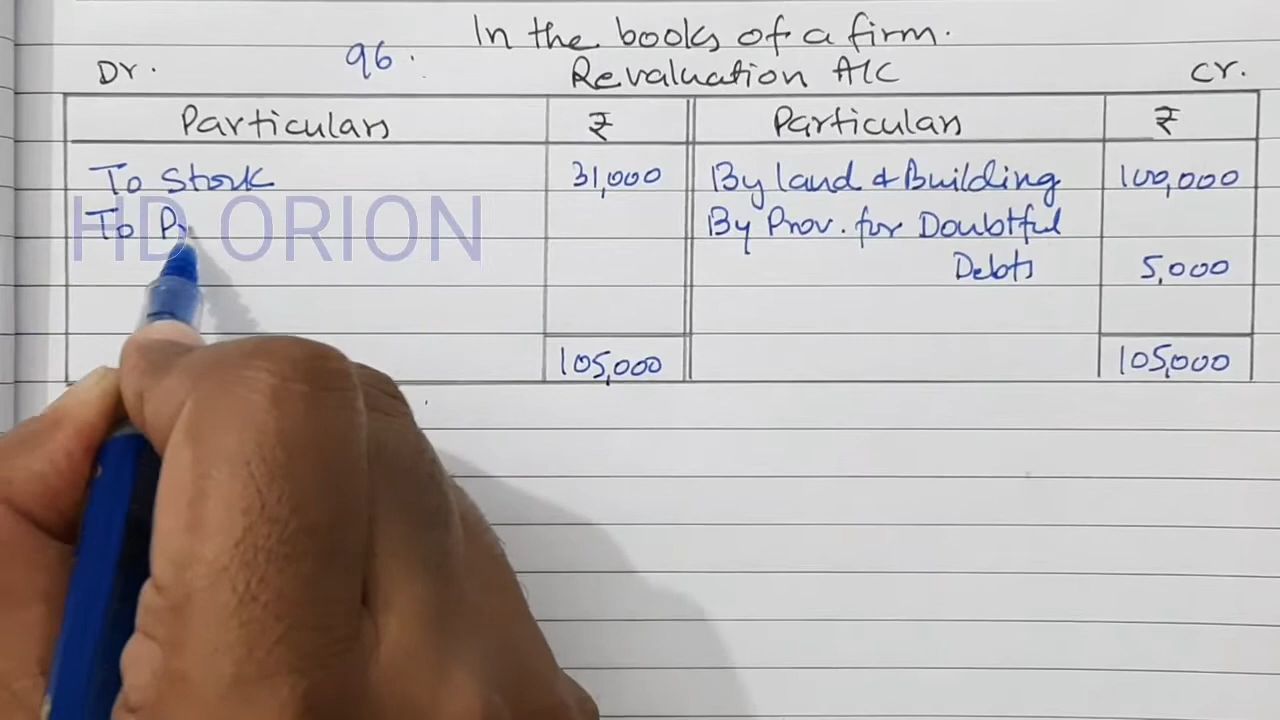 In the books of a firm.
96.
Dr. Revaluation A/C Cr.
Particulars ₹ Particulars ₹
To Stock 31,000 By land & Building 100,000
To P By Prov. for Doubtful
Debts 5,000
105,000 105,000
HD ORION